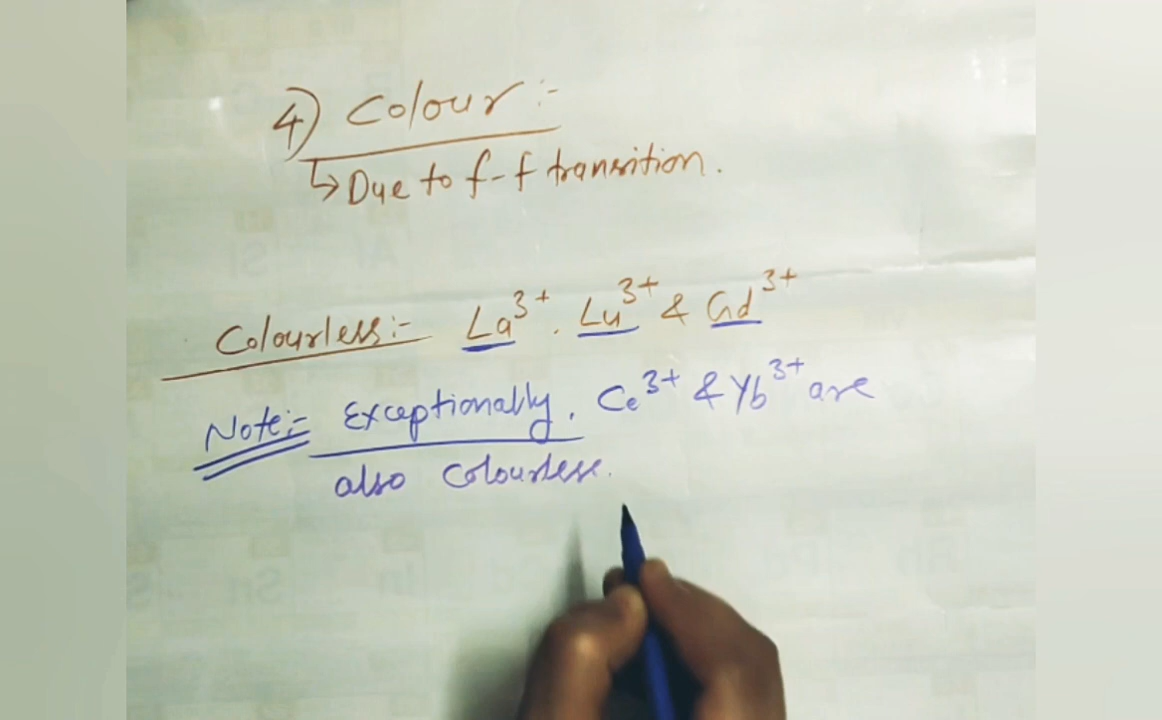 4) Colour :-
↳ Due to f-f transition.
Colourless:- La³⁺, Lu³⁺ & Gd³⁺
Note:- Exceptionally, Ce³⁺ & Yb³⁺ are
also colourless.